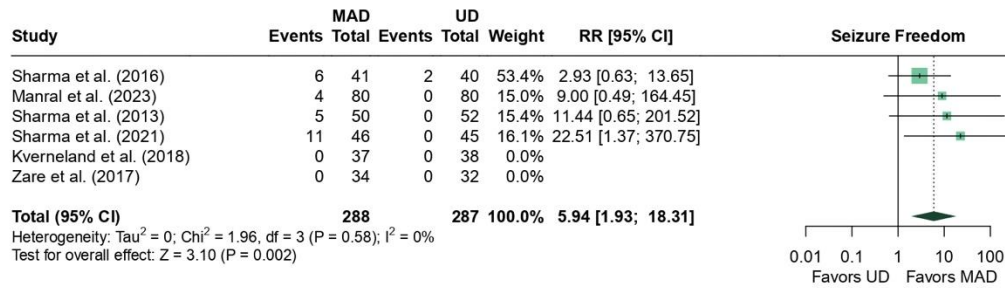 MAD UD
Study Events Total Events Total Weight RR [95% CI] Seizure Freedom
Sharma et al. (2016) 6 41 2 40 53.4% 2.93 [0.63; 13.65]
Manral et al. (2023) 4 80 0 80 15.0% 9.00 [0.49; 164.45]
Sharma et al. (2013) 5 50 0 52 15.4% 11.44 [0.65; 201.52]
Sharma et al. (2021) 11 46 0 45 16.1% 22.51 [1.37; 370.75]
Kverneland et al. (2018) 0 37 0 38 0.0%
Zare et al. (2017) 0 34 0 32 0.0%
Total (95% CI) 288 287 100.0% 5.94 [1.93; 18.31]
Heterogeneity: Tau² = 0; Chi² = 1.96, df = 3 (P = 0.58); I² = 0%
Test for overall effect: Z = 3.10 (P = 0.002)
0.01 0.1 1 10 100
Favors UD Favors MAD